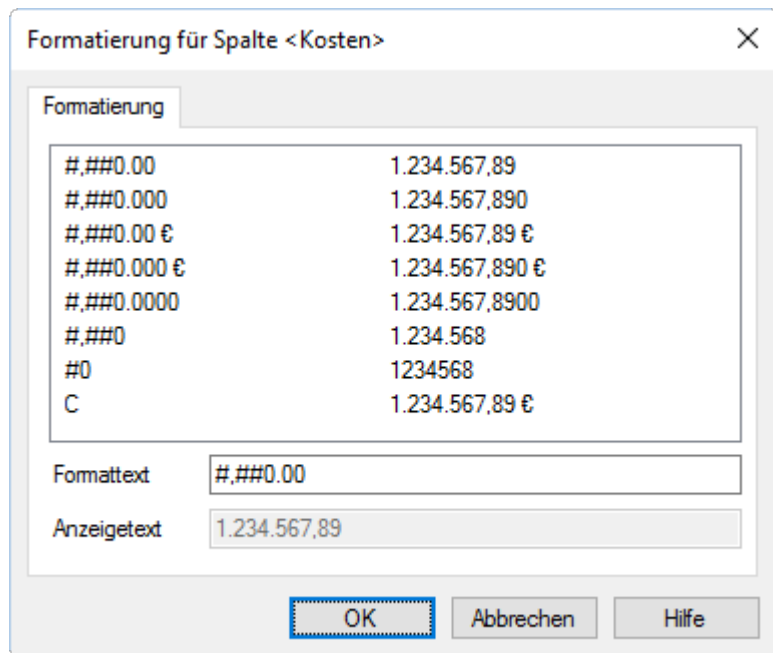 Formatierung für Spalte <Kosten>
Formatierung
#,##0.00 1.234.567,89
#,##0.000 1.234.567,890
#,##0.00 € 1.234.567,89 €
#,##0.000 € 1.234.567,890 €
#,##0.0000 1.234.567,8900
#,##0 1.234.568
#0 1234568
C 1.234.567,89 €
Formattext #,##0.00
Anzeigetext 1.234.567,89
OK Abbrechen Hilfe